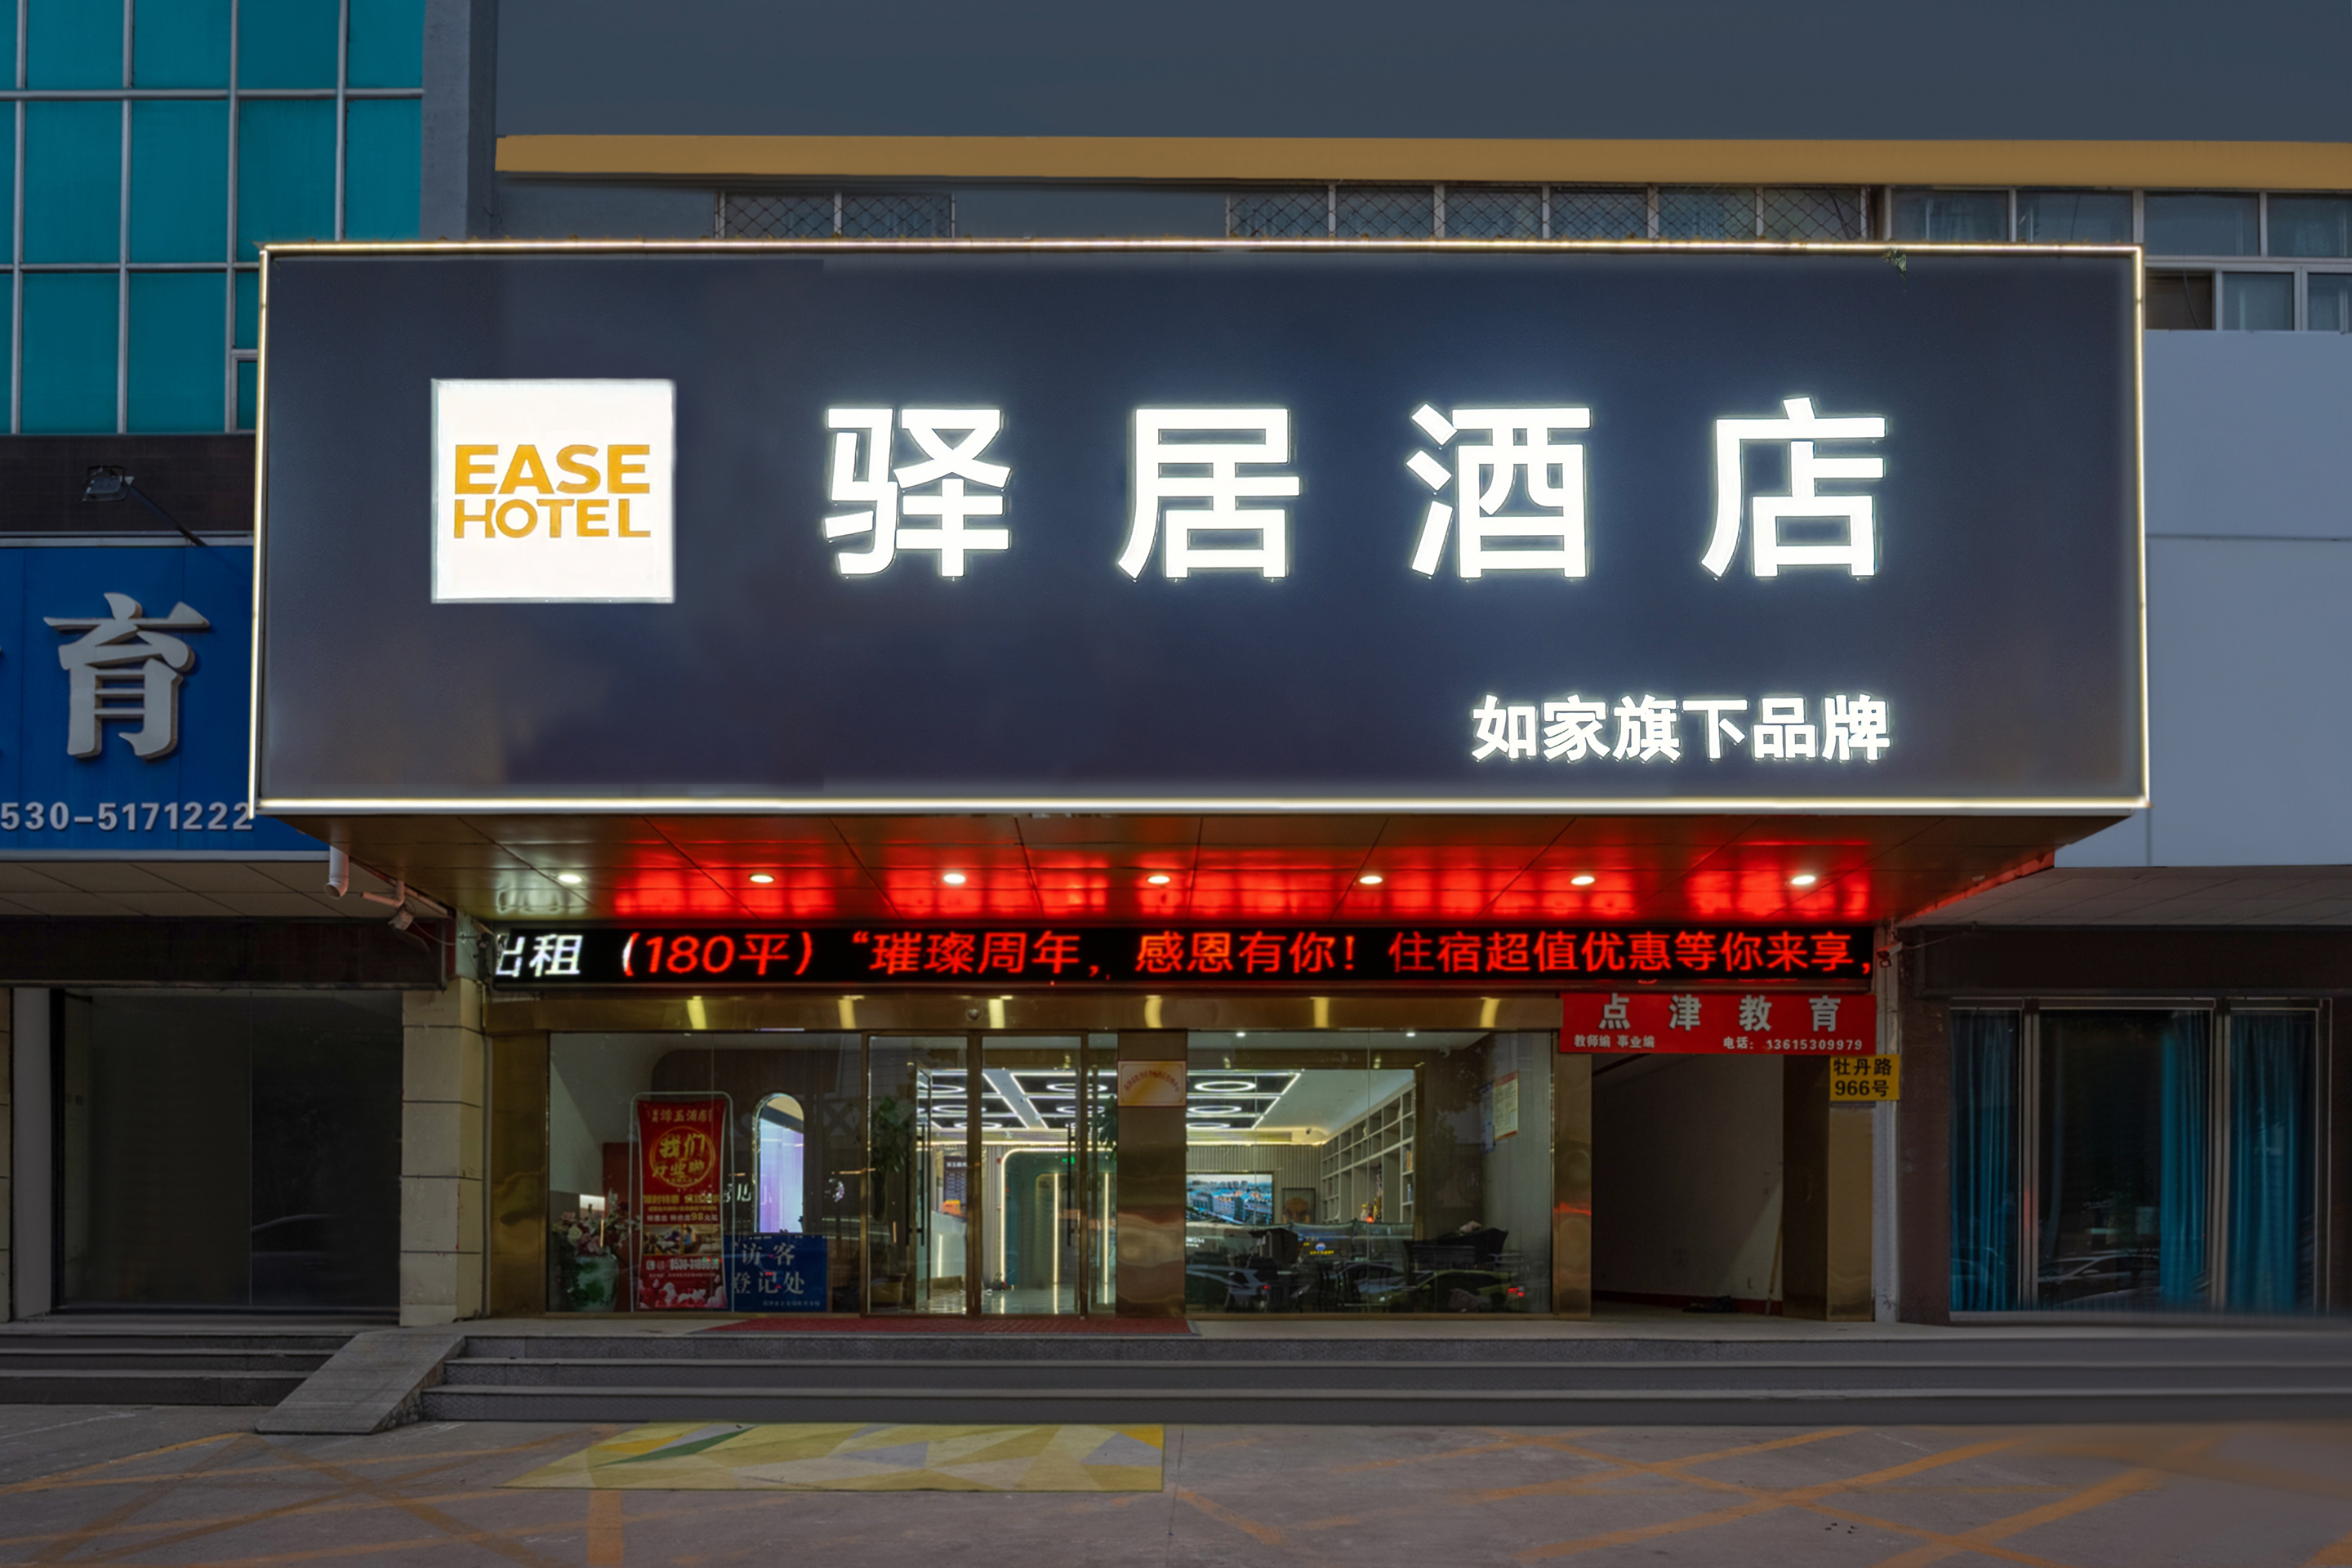 EASE
HOTEL
驿居酒店
如家旗下品牌
育
530-5171222
出租（180平）“璀璨周年，感恩有你！住宿超值优惠等你来享，
点津教育
教师编 事业编 电话：13615309979
牡丹路
966号
我们
访客
登记处